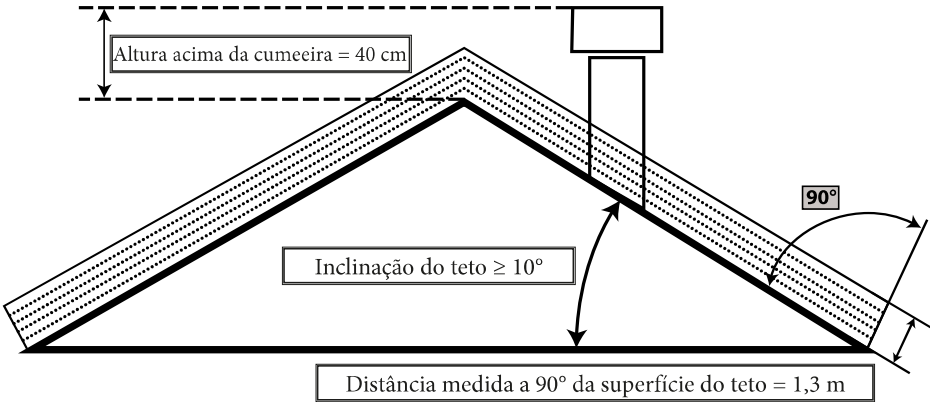 Altura acima da cumeeira = 40 cm
90°
Inclinação do teto ≥ 10°
Distância medida a 90° da superfície do teto = 1,3 m